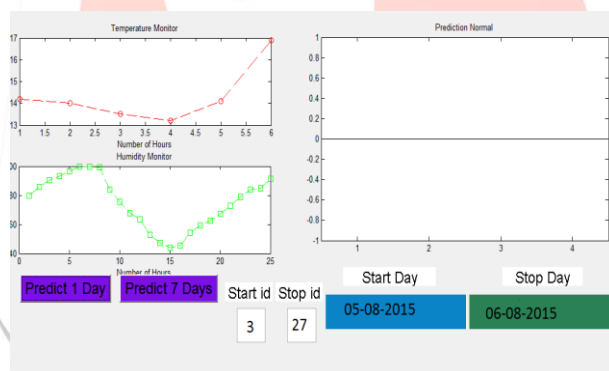 Temperature Monitor
17
16
15
14
13
1 1.5 2 2.5 3 3.5 4 4.5 5 5.5 6
Number of Hours
Humidity Monitor
0 5 10 15 20 25
Number of Hours
Prediction Normal
1
0.8
0.6
0.4
0.2
0
-0.2
-0.4
-0.6
-0.8
-1
1 2 3 4
Predict 1 Day Predict 7 Days
Start id Stop id
3 27
Start Day Stop Day
05-08-2015 06-08-2015